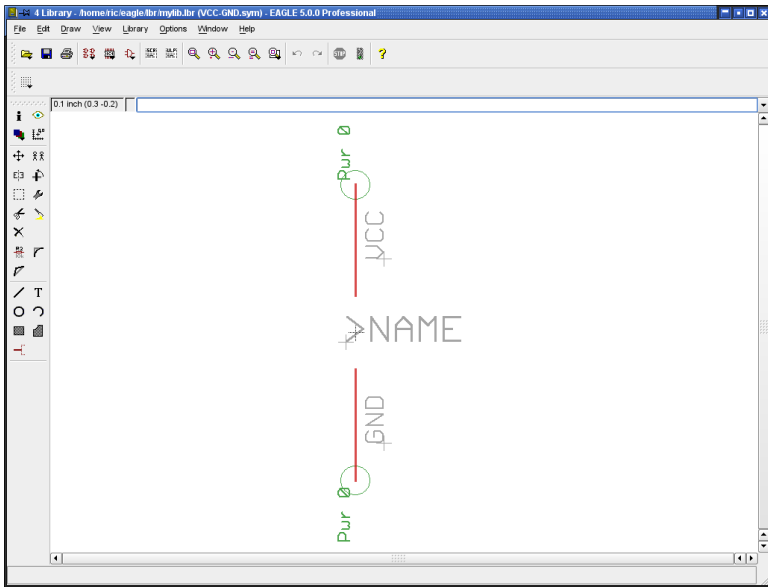 4 Library - /home/ric/eagle/lbr/mylib.lbr (VCC-GND.sym) - EAGLE 5.0.0 Professional
File Edit Draw View Library Options Window Help
0.1 inch (0.3 -0.2)
Pwr 0
VCC
>NAME
GND
Pwr 0